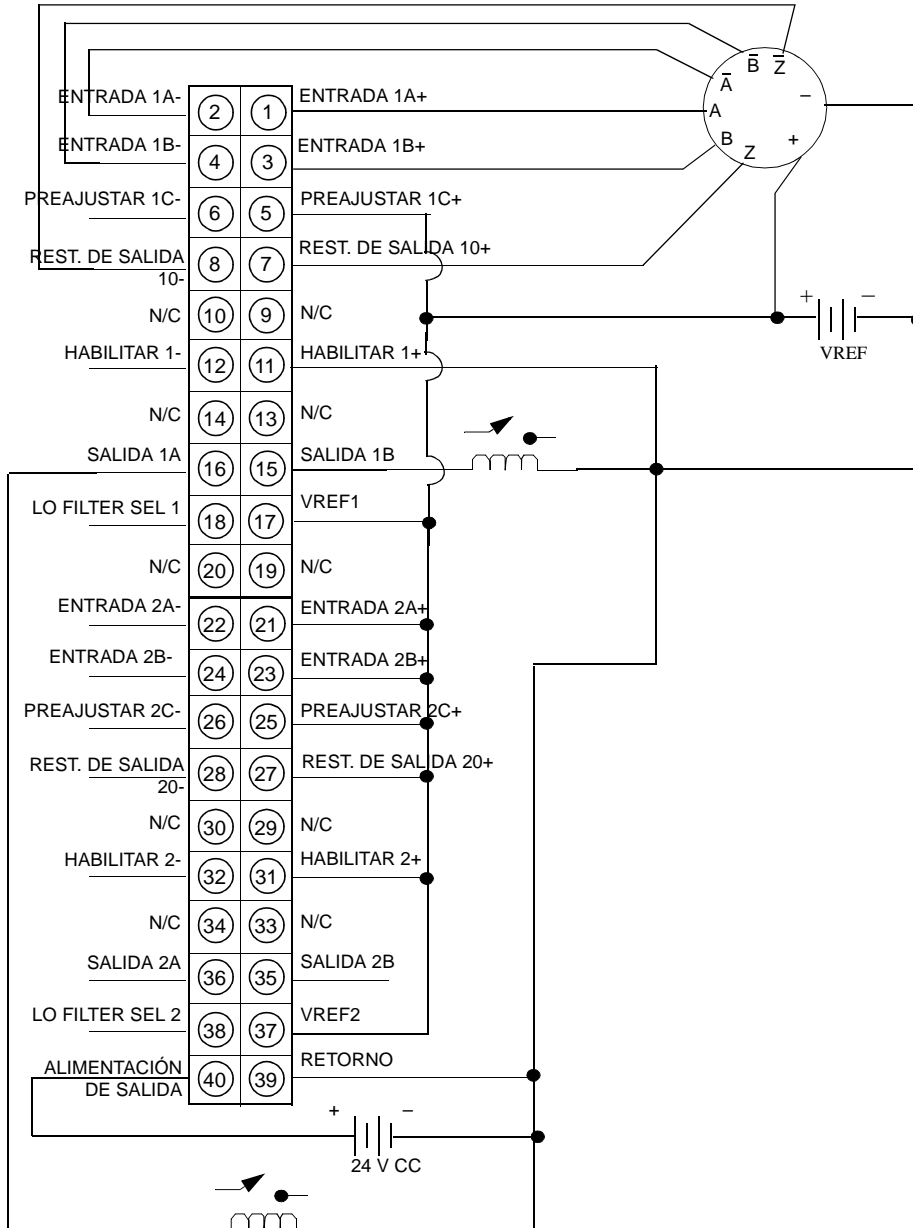 B̅ Z̅
A̅
−
A
B
Z
+
ENTRADA 1A-
2
1
ENTRADA 1A+
ENTRADA 1B-
4
3
ENTRADA 1B+
PREAJUSTAR 1C-
6
5
PREAJUSTAR 1C+
REST. DE SALIDA
10-
8
7
REST. DE SALIDA 10+
N/C
10
9
N/C
+ −
VREF
HABILITAR 1-
12
11
HABILITAR 1+
N/C
14
13
N/C
SALIDA 1A
16
15
SALIDA 1B
LO FILTER SEL 1
18
17
VREF1
N/C
20
19
N/C
ENTRADA 2A-
22
21
ENTRADA 2A+
ENTRADA 2B-
24
23
ENTRADA 2B+
PREAJUSTAR 2C-
26
25
PREAJUSTAR 2C+
REST. DE SALIDA
20-
28
27
REST. DE SALIDA 20+
N/C
30
29
N/C
HABILITAR 2-
32
31
HABILITAR 2+
N/C
34
33
N/C
SALIDA 2A
36
35
SALIDA 2B
LO FILTER SEL 2
38
37
VREF2
ALIMENTACIÓN
DE SALIDA
40
39
RETORNO
+ −
24 V CC